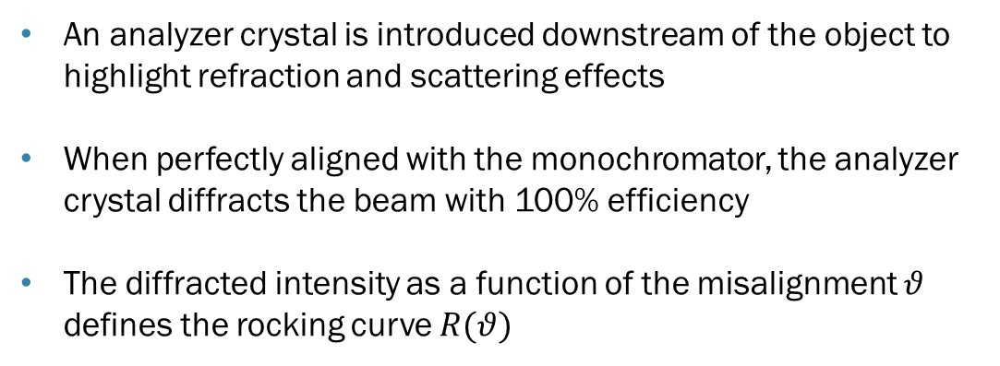 • An analyzer crystal is introduced downstream of the object to
highlight refraction and scattering effects
• When perfectly aligned with the monochromator, the analyzer
crystal diffracts the beam with 100% efficiency
• The diffracted intensity as a function of the misalignment 𝜗
defines the rocking curve 𝑅(𝜗)